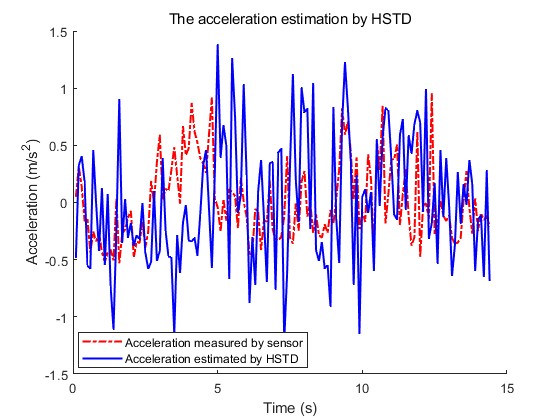 The acceleration estimation by HSTD
1.5
1
0.5
0
-0.5
-1
-1.5
Acceleration (m/s²)
Acceleration measured by sensor
Acceleration estimated by HSTD
0 5 10 15
Time (s)